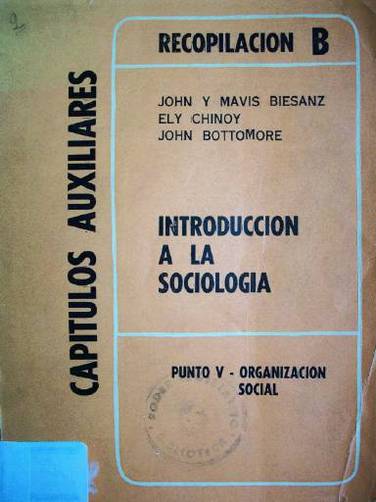 CAPITULOS AUXILIARES
RECOPILACION B
JOHN Y MAVIS BIESANZ
ELY CHINOY
JOHN BOTTOMORE
INTRODUCCION
A LA
SOCIOLOGIA
PUNTO V - ORGANIZACION
SOCIAL